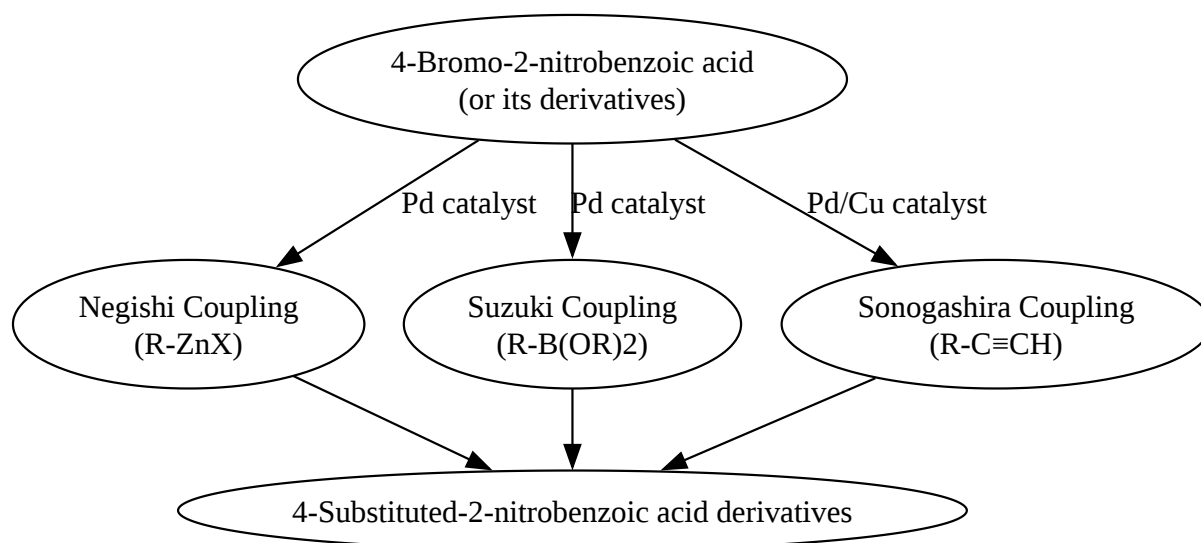 4-Bromo-2-nitrobenzoic acid
(or its derivatives)
Pd catalyst
Pd catalyst
Pd/Cu catalyst
Negishi Coupling
(R-ZnX)
Suzuki Coupling
(R-B(OR)2)
Sonogashira Coupling
(R-C≡CH)
4-Substituted-2-nitrobenzoic acid derivatives